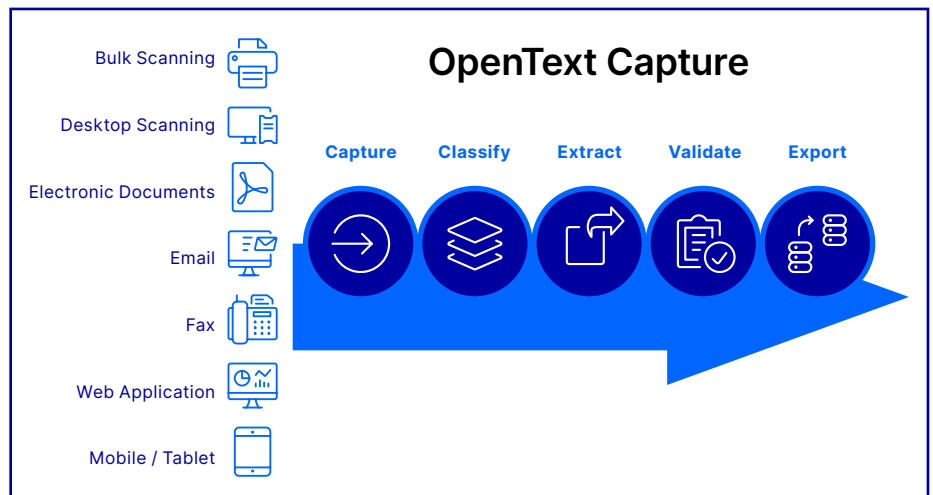 OpenText Capture
Bulk Scanning
Desktop Scanning
Electronic Documents
Email
Fax
Web Application
Mobile / Tablet
Capture
Classify
Extract
Validate
Export